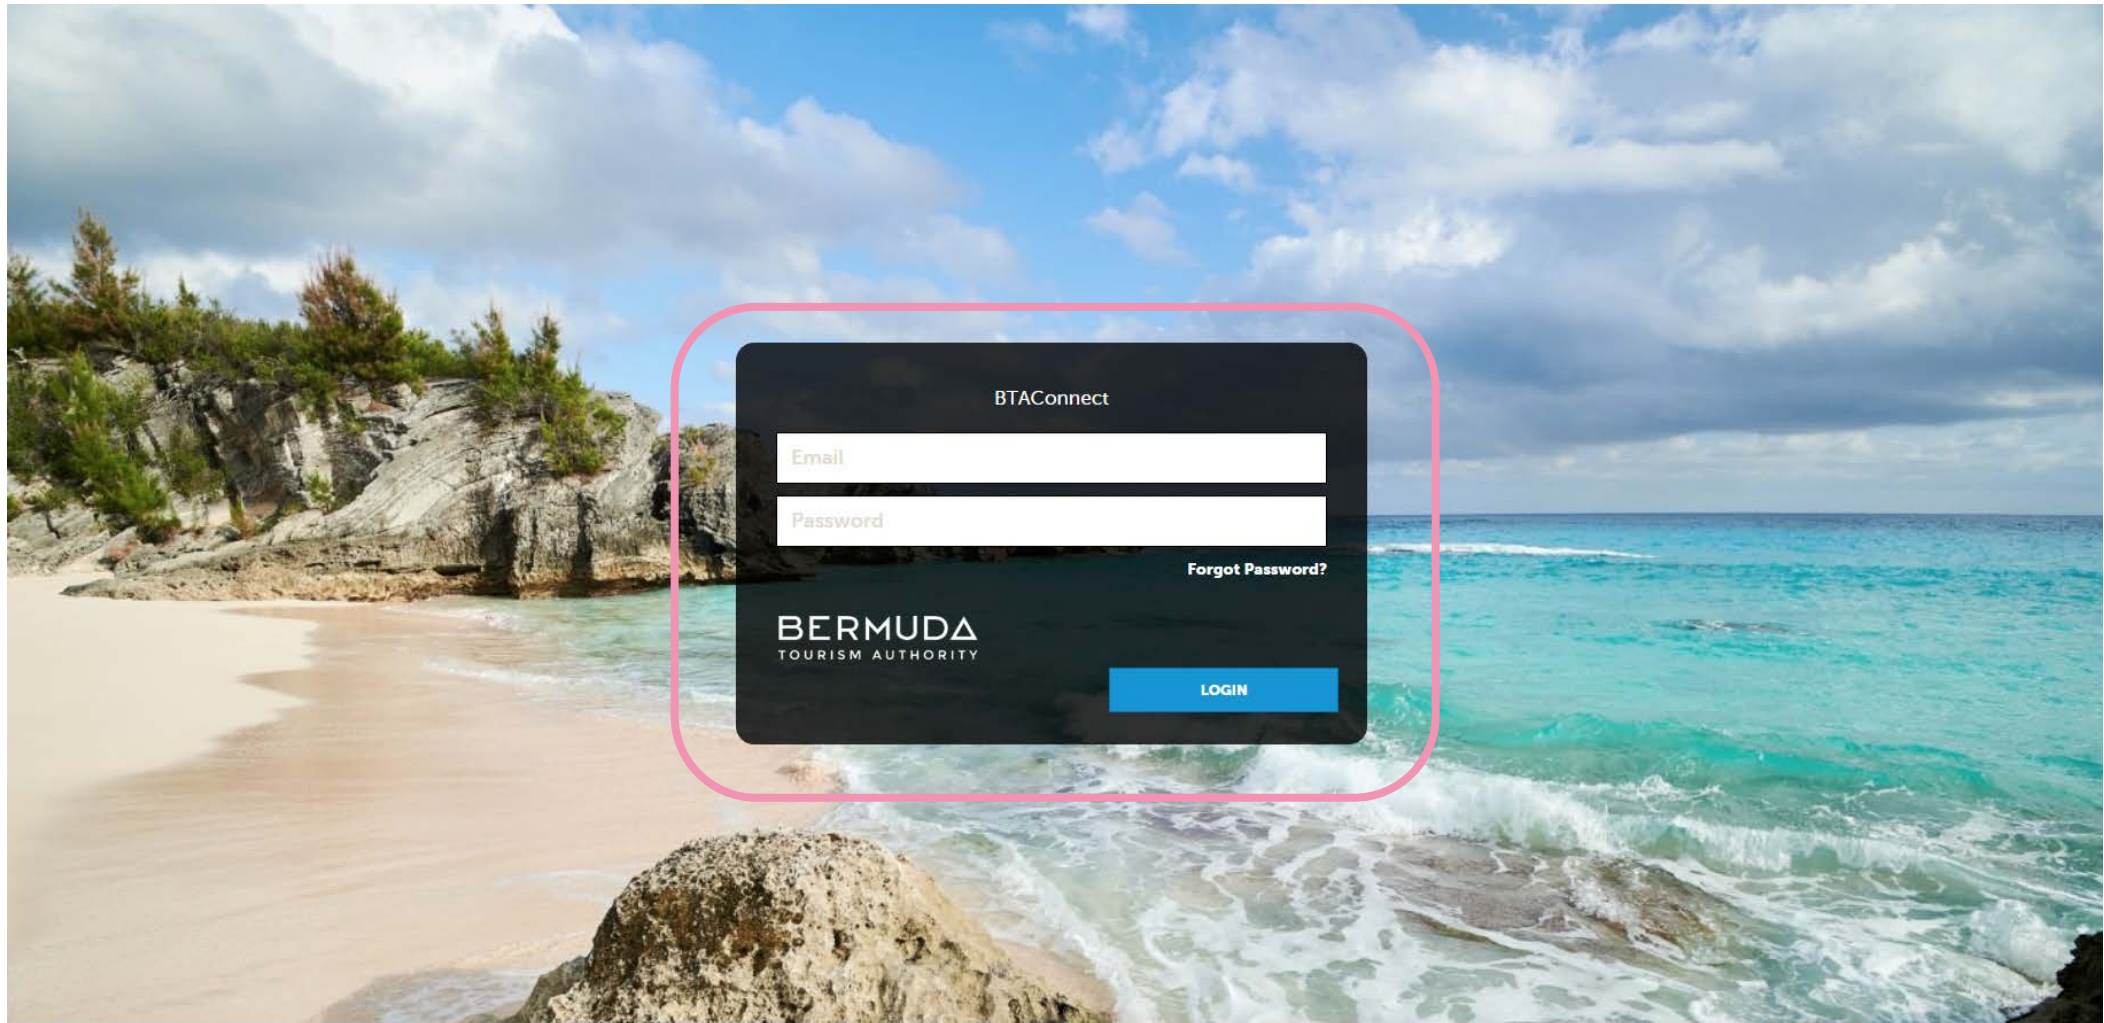 BTAConnect
Email
Password
Forgot Password?
BERMUDA
TOURISM AUTHORITY
LOGIN